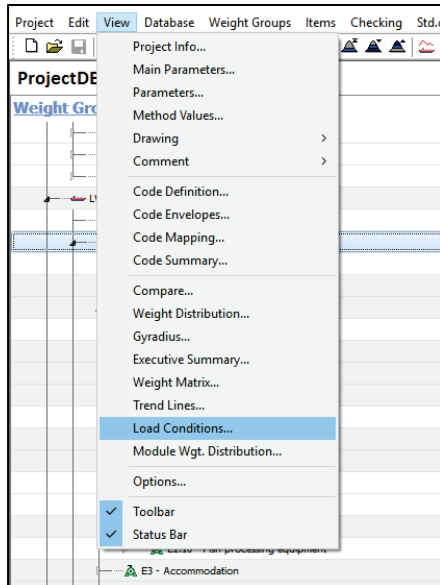 Project Edit View Database Weight Groups Items Checking
ProjectDE
Weight Gro
Project Info...
Main Parameters...
Parameters...
Method Values...
Drawing
Comment
Code Definition...
Code Envelopes...
Code Mapping...
Code Summary...
Compare...
Weight Distribution...
Gyradius...
Executive Summary...
Weight Matrix...
Trend Lines...
Load Conditions...
Module Wgt. Distribution...
Options...
Toolbar
Status Bar
E3 - Accommodation